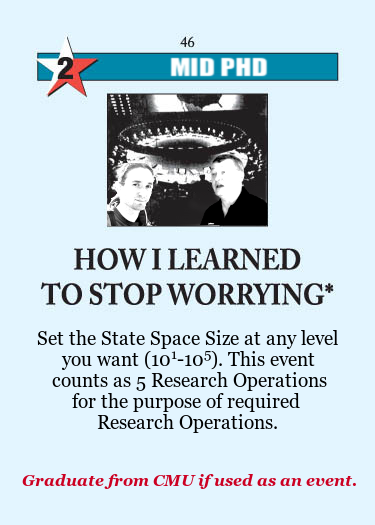 46
2
MID PHD
HOW I LEARNED
TO STOP WORRYING*
Set the State Space Size at any level
you want (10¹-10⁵). This event
counts as 5 Research Operations
for the purpose of required
Research Operations.
Graduate from CMU if used as an event.